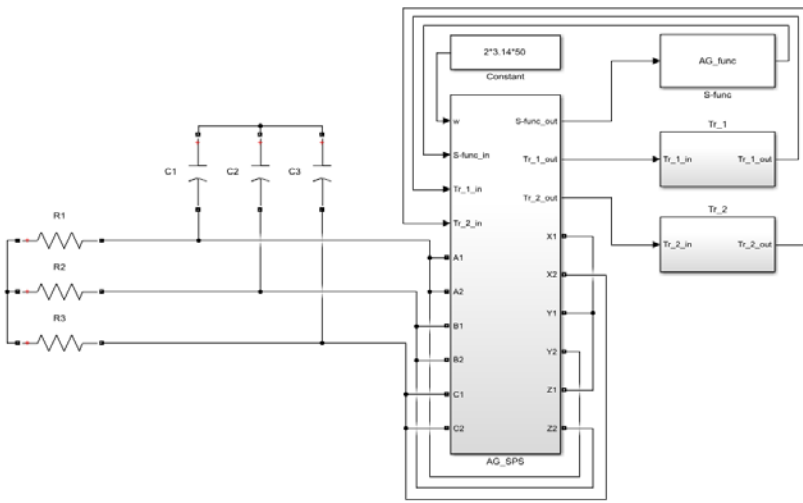 2*3.14*50
Constant
AG_func
S-func
w
S-func_out
S-func_in
Tr_1_out
Tr_1_in
Tr_2_out
Tr_2_in
X1
A1
X2
A2
Y1
B1
Y2
B2
Z1
C1
Z2
C2
AG_SPS
Tr_1
Tr_1_in
Tr_1_out
Tr_2
Tr_2_in
Tr_2_out
C1
C2
C3
R1
R2
R3